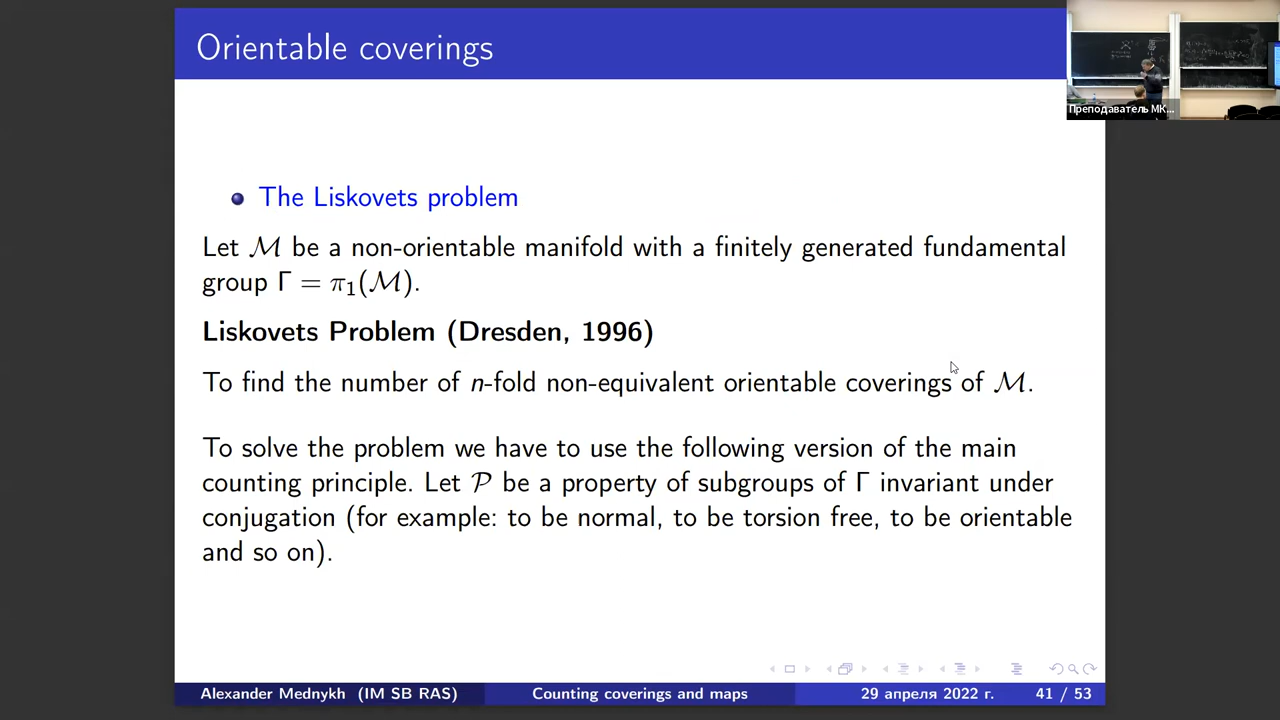 Orientable coverings
Преподаватель МК...
The Liskovets problem
Let ℳ be a non-orientable manifold with a finitely generated fundamental
group Γ = π₁(ℳ).
Liskovets Problem (Dresden, 1996)
To find the number of n-fold non-equivalent orientable coverings of ℳ.
To solve the problem we have to use the following version of the main
counting principle. Let 𝒫 be a property of subgroups of Γ invariant under
conjugation (for example: to be normal, to be torsion free, to be orientable
and so on).
Alexander Mednykh (IM SB RAS)
Counting coverings and maps
29 апреля 2022 г.
41 / 53